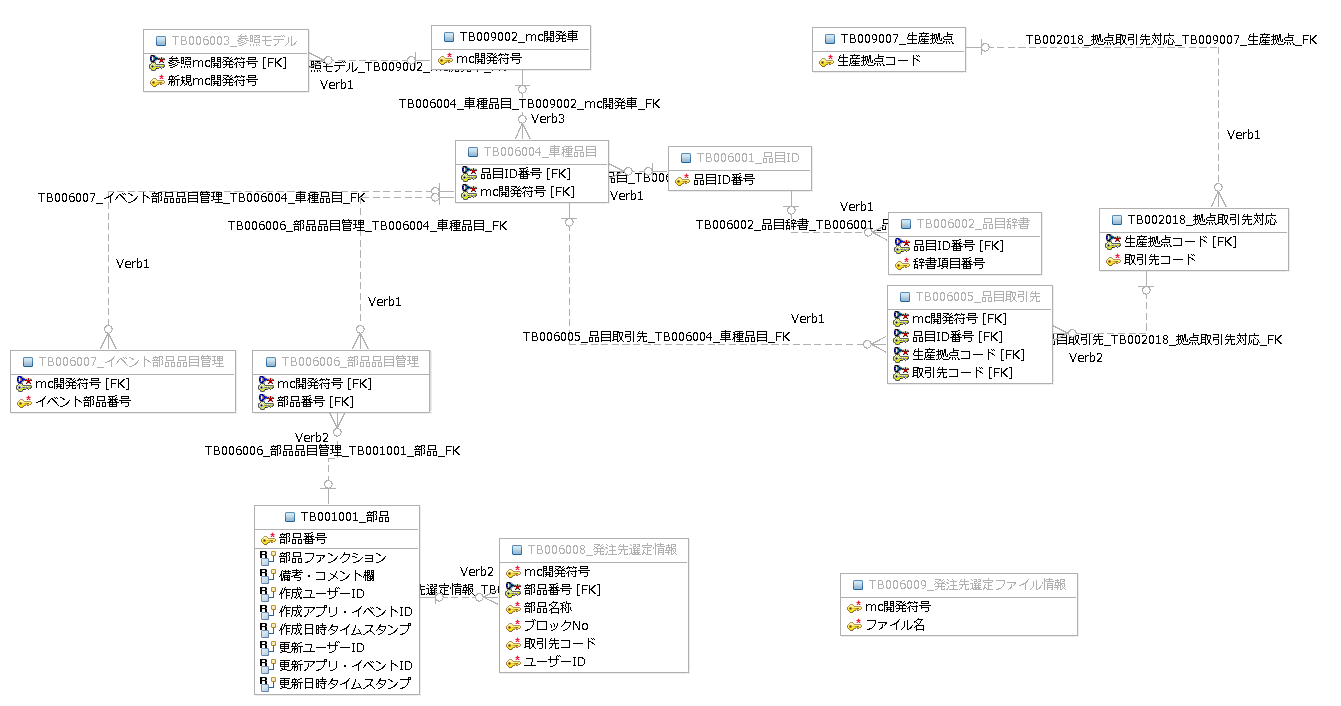 TB006003_参照モデル
参照mc開発符号 [FK]
新規mc開発符号
TB009002_mc開発車
mc開発符号
照モデル_TB009002_mc開発車_FK
Verb1
TB009007_生産拠点
生産拠点コード
TB002018_拠点取引先対応_TB009007_生産拠点_FK
Verb1
TB006004_車種品目_TB009002_mc開発車_FK
Verb3
TB006004_車種品目
品目ID番号 [FK]
mc開発符号 [FK]
TB006001_品目ID
品目ID番号
品目_TB006
Verb1
TB006007_イベント部品品目管理_TB006004_車種品目_FK
TB006006_部品品目管理_TB006004_車種品目_FK
Verb1
Verb1
Verb1
TB006002_品目辞書_TB006001_品
TB006002_品目辞書
品目ID番号 [FK]
辞書項目番号
TB002018_拠点取引先対応
生産拠点コード [FK]
取引先コード
TB006005_品目取引先
mc開発符号 [FK]
品目ID番号 [FK]
生産拠点コード [FK]
取引先コード [FK]
Verb1
TB006005_品目取引先_TB006004_車種品目_FK
品目取引先_TB002018_拠点取引先対応_FK
Verb2
TB006007_イベント部品品目管理
mc開発符号 [FK]
イベント部品番号
TB006006_部品品目管理
mc開発符号 [FK]
部品番号 [FK]
Verb2
TB006006_部品品目管理_TB001001_部品_FK
TB001001_部品
部品番号
部品ファンクション
備考・コメント欄
作成ユーザーID
作成アプリ・イベントID
作成日時タイムスタンプ
更新ユーザーID
更新アプリ・イベントID
更新日時タイムスタンプ
Verb2
先選定情報_TB0
TB006008_発注先選定情報
mc開発符号
部品番号 [FK]
部品名称
ブロックNo
取引先コード
ユーザーID
TB006009_発注先選定ファイル情報
mc開発符号
ファイル名